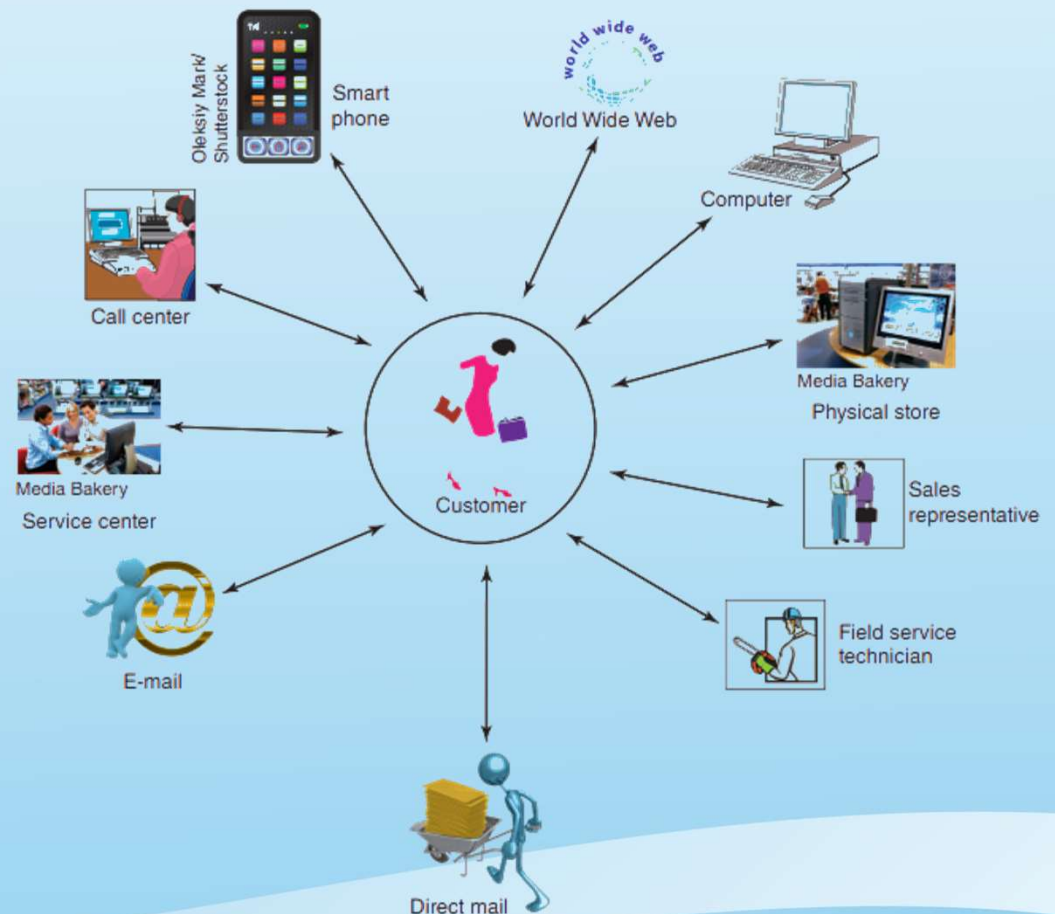 Oleksiy Mark/
Shutterstock
Smart
phone
world wide web
World Wide Web
Computer
Call center
Media Bakery
Physical store
Media Bakery
Service center
Customer
Sales
representative
E-mail
Field service
technician
Direct mail